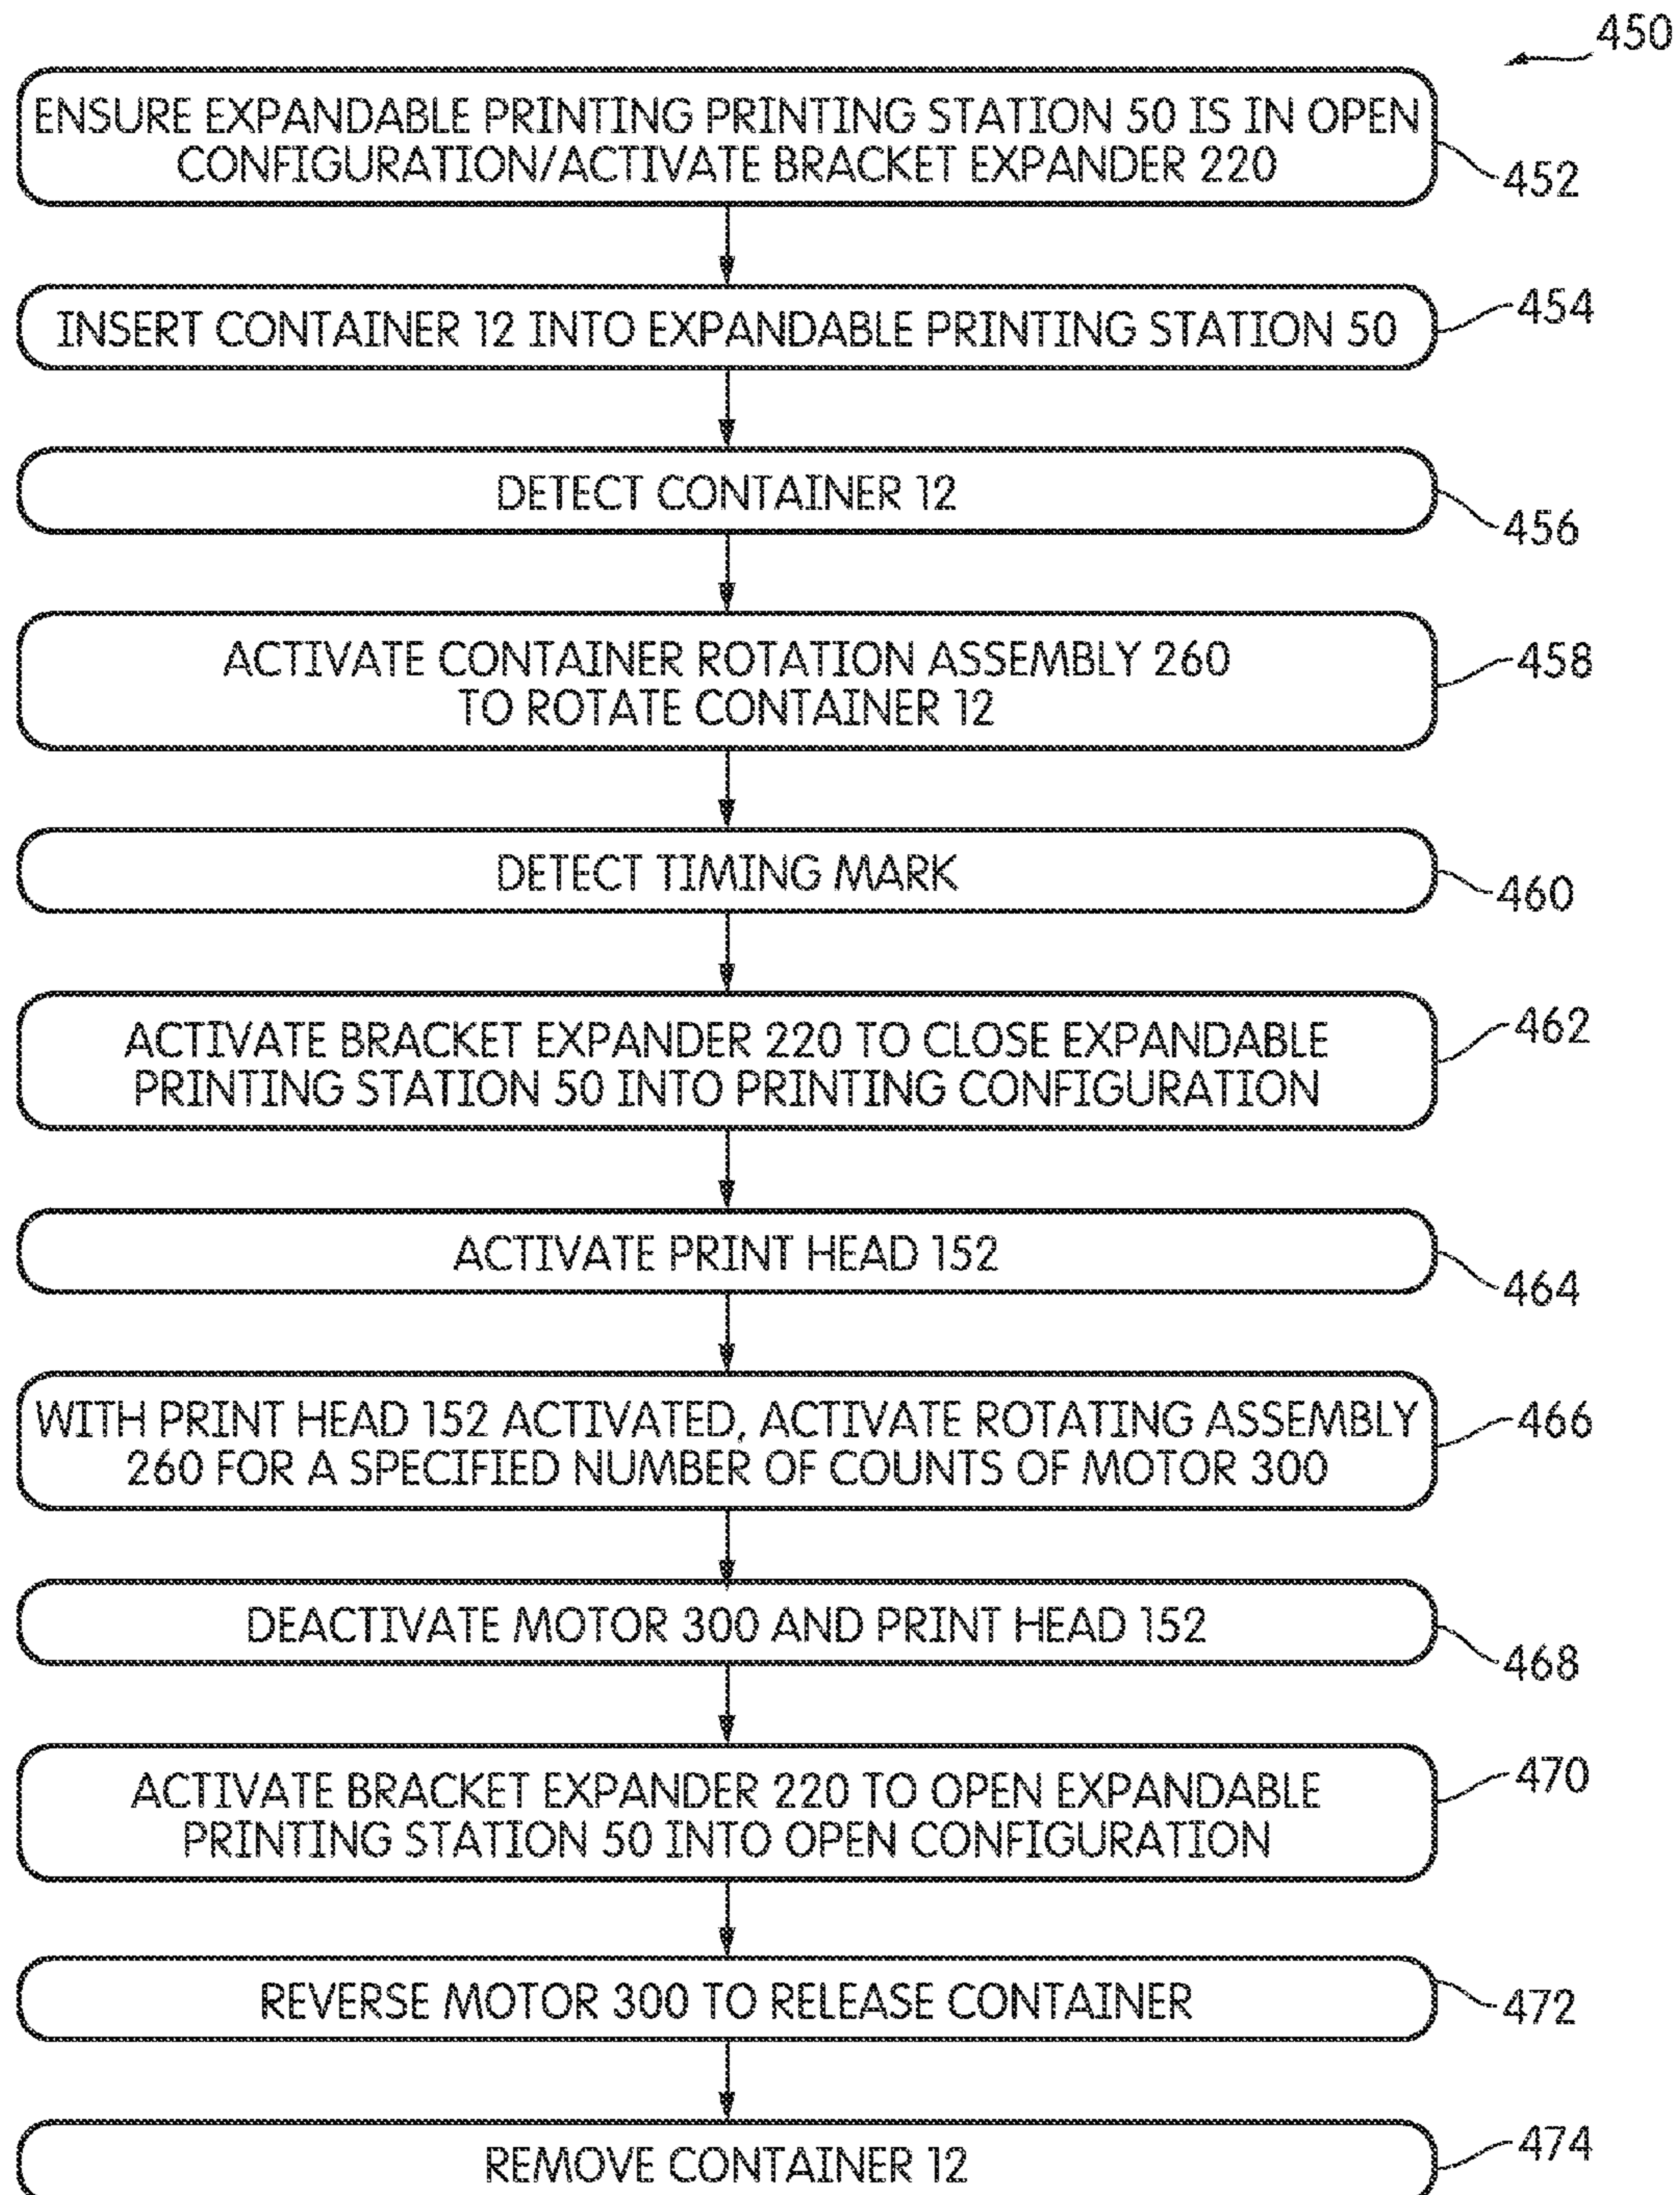 450
ENSURE EXPANDABLE PRINTING PRINTING STATION 50 IS IN OPEN
CONFIGURATION/ACTIVATE BRACKET EXPANDER 220
452
INSERT CONTAINER 12 INTO EXPANDABLE PRINTING STATION 50
454
DETECT CONTAINER 12
456
ACTIVATE CONTAINER ROTATION ASSEMBLY 260
TO ROTATE CONTAINER 12
458
DETECT TIMING MARK
460
ACTIVATE BRACKET EXPANDER 220 TO CLOSE EXPANDABLE
PRINTING STATION 50 INTO PRINTING CONFIGURATION
462
ACTIVATE PRINT HEAD 152
464
WITH PRINT HEAD 152 ACTIVATED, ACTIVATE ROTATING ASSEMBLY
260 FOR A SPECIFIED NUMBER OF COUNTS OF MOTOR 300
466
DEACTIVATE MOTOR 300 AND PRINT HEAD 152
468
ACTIVATE BRACKET EXPANDER 220 TO OPEN EXPANDABLE
PRINTING STATION 50 INTO OPEN CONFIGURATION
470
REVERSE MOTOR 300 TO RELEASE CONTAINER
472
REMOVE CONTAINER 12
474